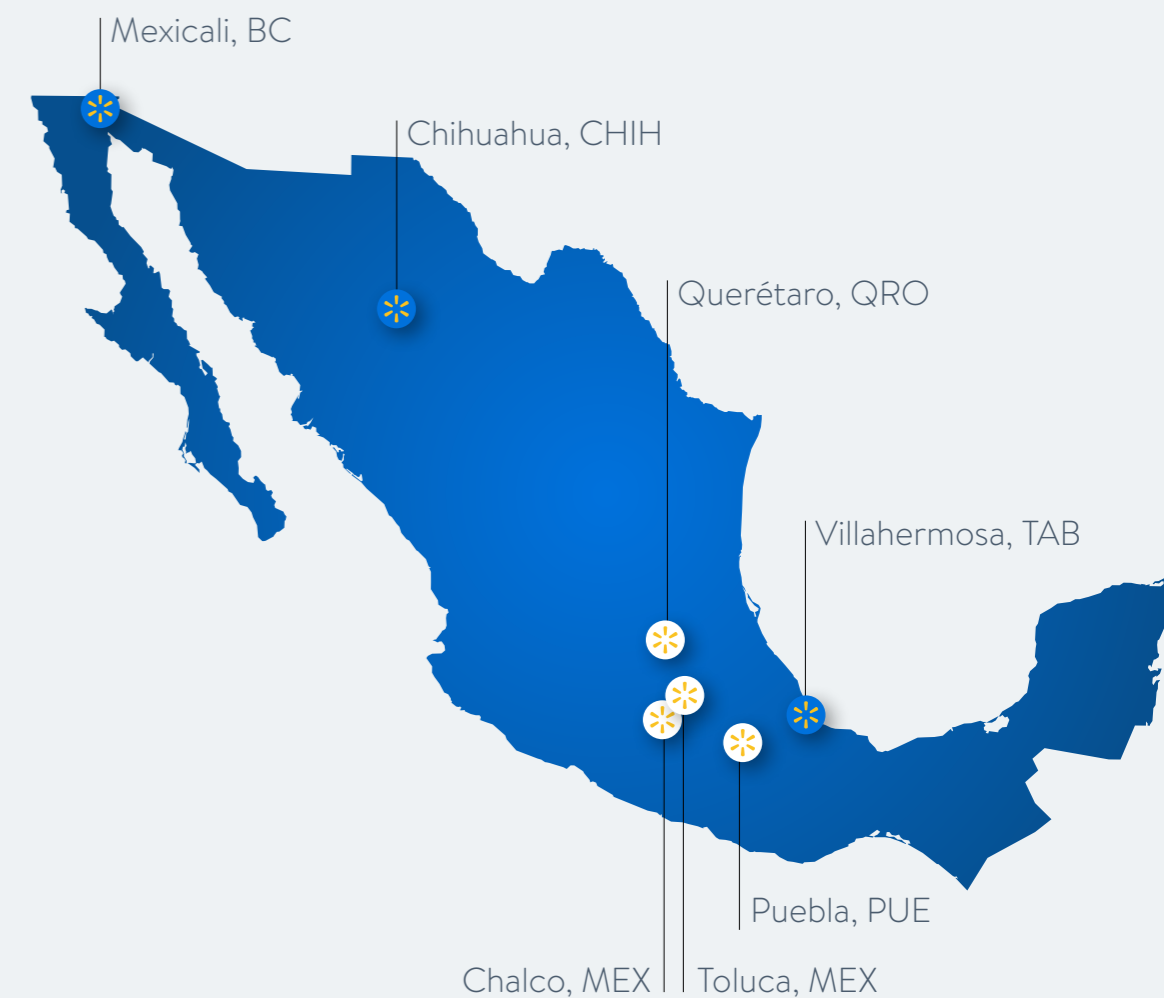 Mexicali, BC
Chihuahua, CHIH
Querétaro, QRO
Villahermosa, TAB
Puebla, PUE
Chalco, MEX
Toluca, MEX